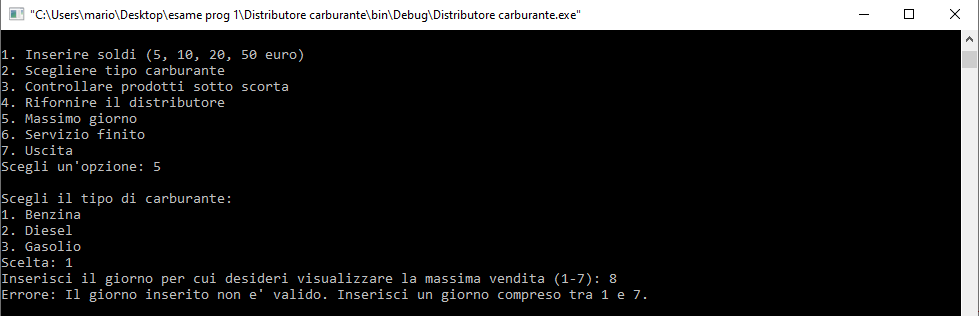 "C:\Users\mario\Desktop\esame prog 1\Distributore carburante\bin\Debug\Distributore carburante.exe"
1. Inserire soldi (5, 10, 20, 50 euro)
2. Scegliere tipo carburante
3. Controllare prodotti sotto scorta
4. Rifornire il distributore
5. Massimo giorno
6. Servizio finito
7. Uscita
Scegli un'opzione: 5
Scegli il tipo di carburante:
1. Benzina
2. Diesel
3. Gasolio
Scelta: 1
Inserisci il giorno per cui desideri visualizzare la massima vendita (1-7): 8
Errore: Il giorno inserito non e' valido. Inserisci un giorno compreso tra 1 e 7.